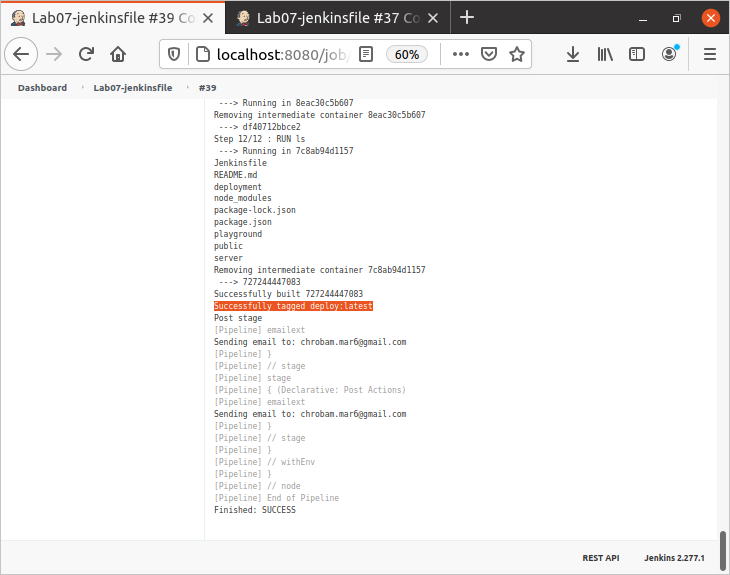 Lab07-jenkinsfile #39 Co
Lab07-jenkinsfile #37 Co
localhost:8080/job/
60%
Dashboard
Lab07-jenkinsfile
#39
---> Running in 8eac30c5b607
Removing intermediate container 8eac30c5b607
---> df40712bbce2
Step 12/12 : RUN ls
---> Running in 7c8ab94d1157
Jenkinsfile
README.md
deployment
node_modules
package-lock.json
package.json
playground
public
server
Removing intermediate container 7c8ab94d1157
---> 727244447083
Successfully built 727244447083
Successfully tagged deploy:latest
Post stage
[Pipeline] emailext
Sending email to: chrobam.mar6@gmail.com
[Pipeline] }
[Pipeline] // stage
[Pipeline] stage
[Pipeline] { (Declarative: Post Actions)
[Pipeline] emailext
Sending email to: chrobam.mar6@gmail.com
[Pipeline] }
[Pipeline] // stage
[Pipeline] }
[Pipeline] // withEnv
[Pipeline] }
[Pipeline] // node
[Pipeline] End of Pipeline
Finished: SUCCESS
REST API
Jenkins 2.277.1